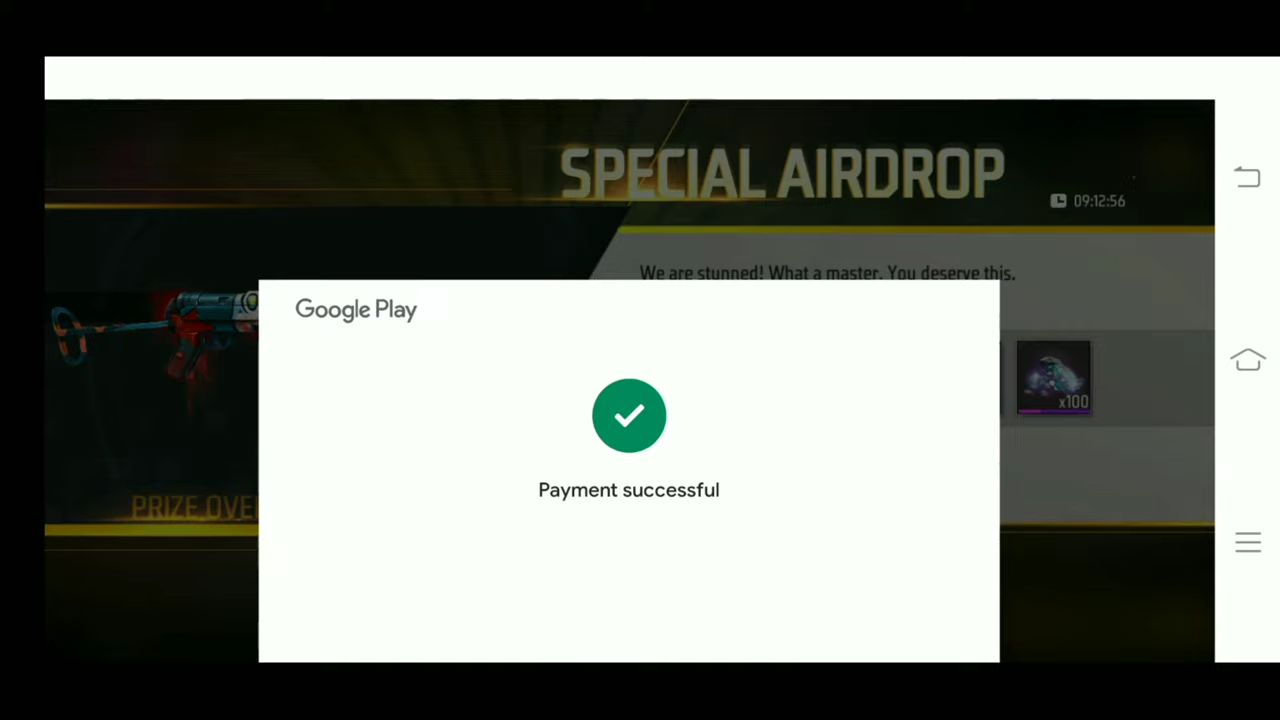 SPECIAL AIRDROP
09:12:56
We are stunned! What a master. You deserve this.
Google Play
x100
Payment successful